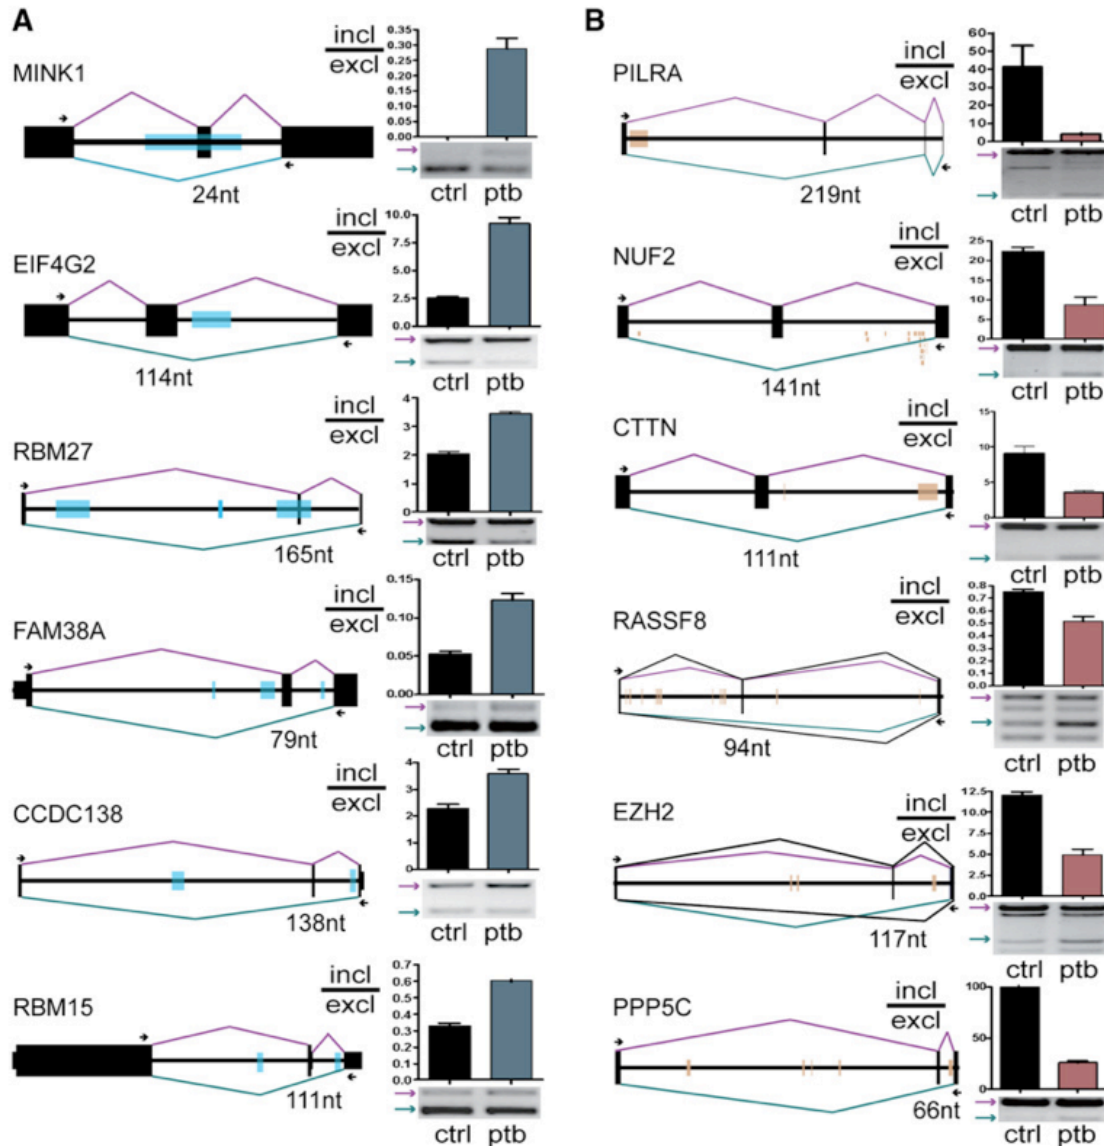 A
MINK1
incl
excl
0.35
0.30
0.25
0.20
0.15
0.10
0.05
0.00
24nt
ctrl ptb
EIF4G2
incl
excl
10.0
7.5
5.0
2.5
0.0
114nt
ctrl ptb
RBM27
incl
excl
4
3
2
1
0
165nt
ctrl ptb
FAM38A
incl
excl
0.15
0.10
0.05
0.00
79nt
ctrl ptb
CCDC138
incl
excl
4
3
2
1
0
138nt
ctrl ptb
RBM15
incl
excl
0.7
0.6
0.5
0.4
0.3
0.2
0.1
0.0
111nt
ctrl ptb
B
PILRA
incl
excl
60
50
40
30
20
10
0
219nt
ctrl ptb
NUF2
incl
excl
25
20
15
10
5
0
141nt
ctrl ptb
CTTN
incl
excl
15
10
5
0
111nt
ctrl ptb
RASSF8
incl
excl
0.8
0.7
0.6
0.5
0.4
0.3
0.2
0.1
0.0
94nt
ctrl ptb
EZH2
incl
excl
12.5
10.0
7.5
5.0
2.5
0.0
117nt
ctrl ptb
PPP5C
incl
excl
100
50
0
66nt
ctrl ptb